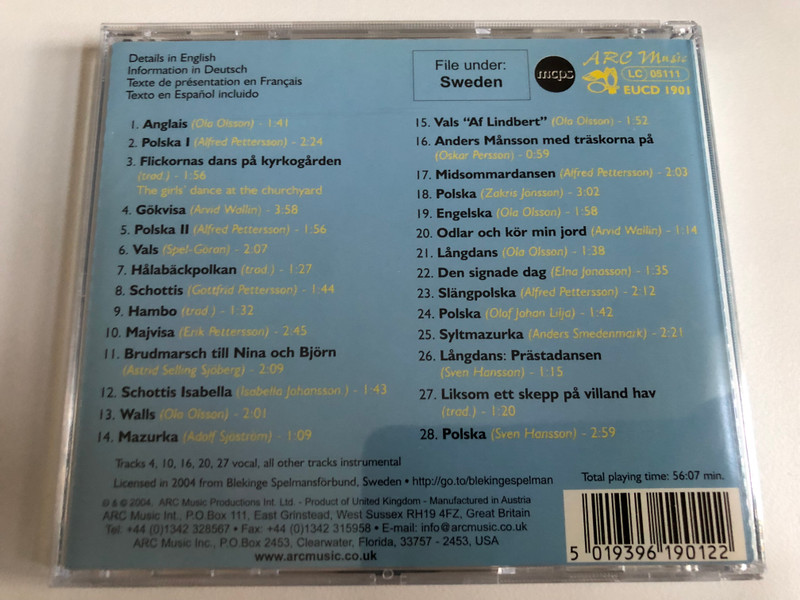 Details in English
Information in Deutsch
Texte de présentation en Français
Texto en Español incluido
File under:
Sweden
mcps
ARC Music
LC 05111
EUCD 1901
1. Anglais (Ola Olsson) - 1:41
2. Polska I (Alfred Pettersson) - 2:24
3. Flickornas dans på kyrkogården
(trad.) - 1:56
The girls' dance at the churchyard
4. Gökvisa (Arvid Wallin) - 3:58
5. Polska II (Alfred Pettersson) - 1:56
6. Vals (Spel-Göran) - 2:07
7. Hålabäckpolkan (trad.) - 1:27
8. Schottis (Gottfrid Pettersson) - 1:44
9. Hambo (trad.) - 1:32
10. Majvisa (Erik Pettersson) - 2:45
11. Brudmarsch till Nina och Björn
(Astrid Selling Sjöberg) - 2:09
12. Schottis Isabella (Isabella Johansson ) - 1:43
13. Walls (Ola Olsson) - 2:01
14. Mazurka (Adolf Sjöström) - 1:09
15. Vals "Af Lindbert" (Ola Olsson) - 1:52
16. Anders Månsson med träskorna på
(Oskar Persson) - 0:59
17. Midsommardansen (Alfred Pettersson) - 2:03
18. Polska (Zakris Jönsson) - 3:02
19. Engelska (Ola Olsson) - 1:58
20. Odlar och kör min jord (Arvid Wallin) - 1:14
21. Långdans (Ola Olsson) - 1:38
22. Den signade dag (Elna Jonasson) - 1:35
23. Slängpolska (Alfred Pettersson) - 2:12
24. Polska (Olof Johan Lilja) - 1:42
25. Syltmazurka (Anders Smedenmark) - 2:21
26. Långdans: Prästadansen
(Sven Hansson) - 1:15
27. Liksom ett skepp på villand hav
(trad.) - 1:20
28. Polska (Sven Hansson) - 2:59
Tracks 4, 10, 16, 20, 27 vocal, all other tracks instrumental
Licensed in 2004 from Blekinge Spelmansförbund, Sweden • http://go.to/blekingespelman
Total playing time: 56:07 min.
℗ & © 2004 ARC Music Productions Int. Ltd. - Product of United Kingdom - Manufactured in Austria
ARC Music Int. - P.O.Box 111, East Grinstead, West Sussex RH19 4FZ, Great Britain
Tel: +44 (0)1342 328567 • Fax: +44 (0)1342 315958 • E-mail: info@arcmusic.co.uk
ARC Music Inc., P.O.Box 2453, Clearwater, Florida, 33757 - 2453, USA
www.arcmusic.co.uk
5 019396 190122